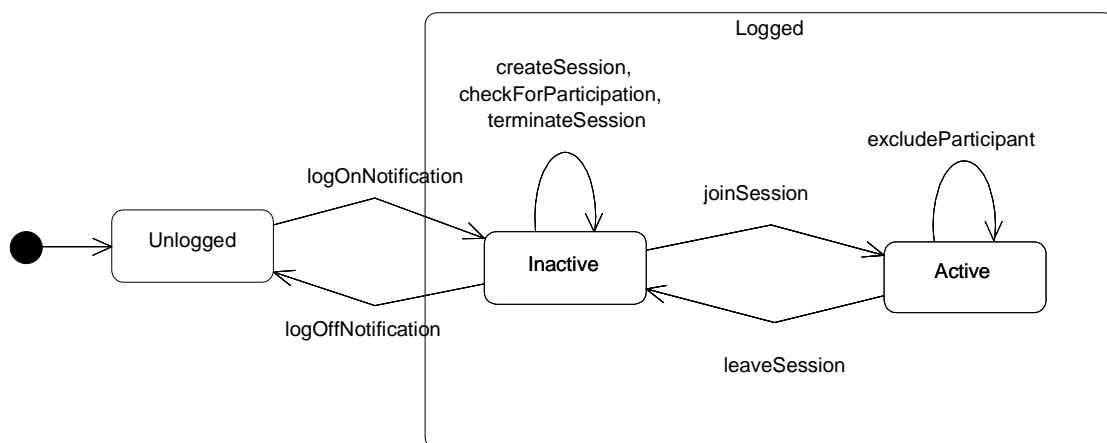 Logged
createSession,
checkForParticipation,
terminateSession
excludeParticipant
logOnNotification
joinSession
Unlogged
Inactive
Active
logOffNotification
leaveSession